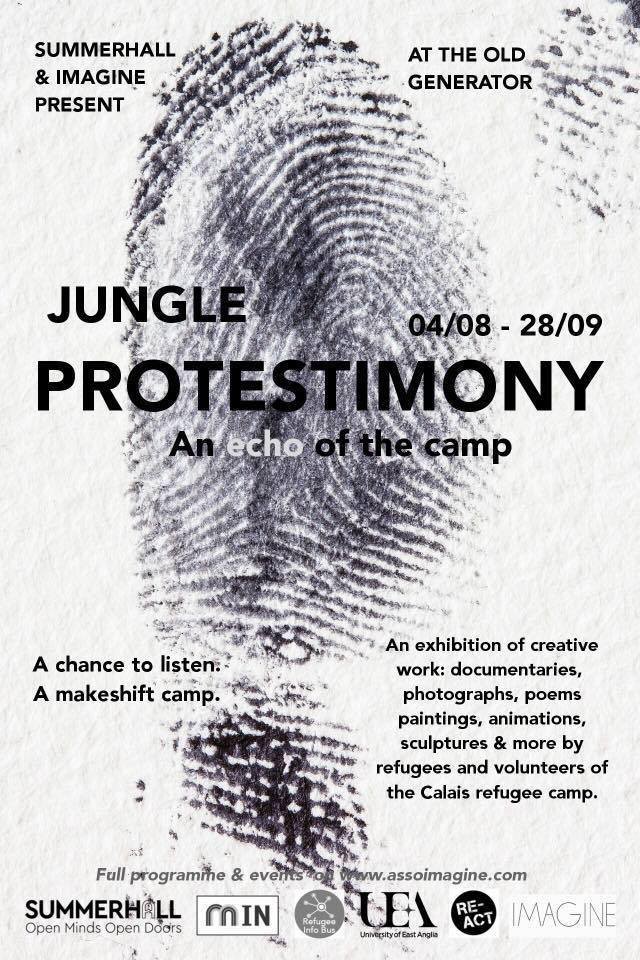 SUMMERHALL
& IMAGINE
PRESENT
AT THE OLD
GENERATOR
JUNGLE
04/08 - 28/09
PROTESTIMONY
An echo of the camp
A chance to listen.
A makeshift camp.
An exhibition of creative
work: documentaries,
photographs, poems
paintings, animations,
sculptures & more by
refugees and volunteers of
the Calais refugee camp.
Full programme & events on www.assoimagine.com
SUMMERHALL
Open Minds Open Doors
MIN
Refugee
Info Bus
UEA
University of East Anglia
RE-
ACT
IMAGINE